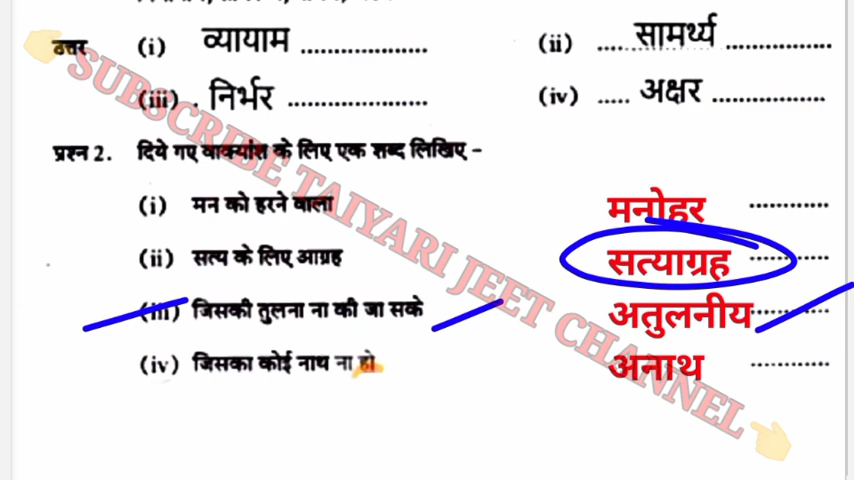 उत्तर (i) व्यायाम .................... (ii) .... सामर्थ्य ................
(iii) . निर्भर ...................... (iv) ..... अक्षर .................
प्रश्न 2. दिये गए वाक्यांश के लिए एक शब्द लिखिए -
(i) मन को हरने वाला मनोहर ............
(ii) सत्य के लिए आग्रह सत्याग्रह ............
(iii) जिसकी तुलना ना की जा सके अतुलनीय ............
(iv) जिसका कोई नाथ ना हो अनाथ ............
SUBSCRIBE TAIYARI JEET CHANNEL